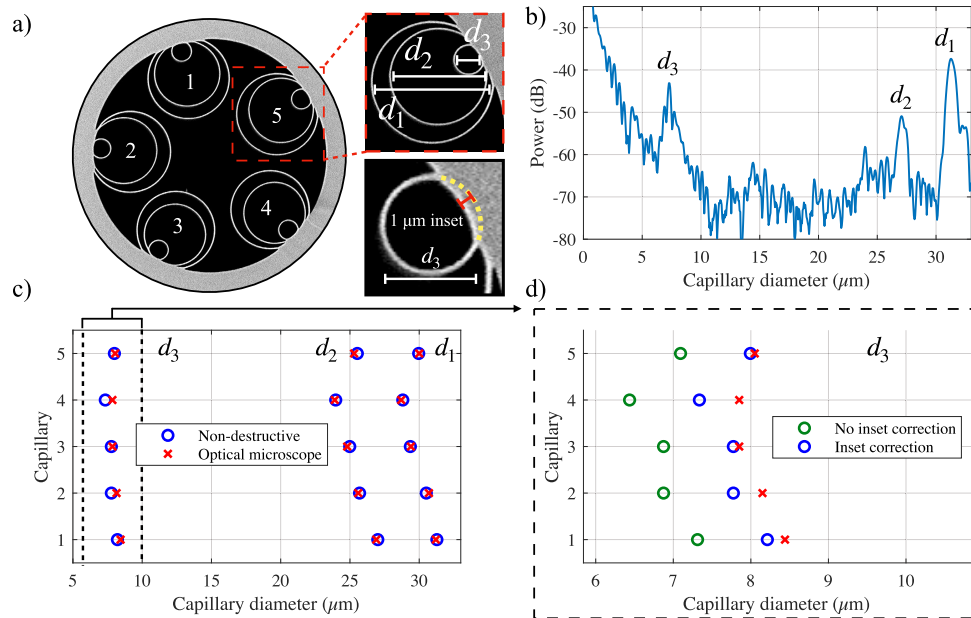 a)
1
2
3
4
5
d3
d2
d1
1 μm inset
d3
b)
d3
d2
d1
Power (dB)
-30
-40
-50
-60
-70
-80
0 5 10 15 20 25 30
Capillary diameter (μm)
c)
d3 d2 d1
Capillary
5
4
3
2
1
Non-destructive
Optical microscope
5 10 15 20 25 30
Capillary diameter (μm)
d)
d3
Capillary
5
4
3
2
1
No inset correction
Inset correction
6 7 8 9 10
Capillary diameter (μm)